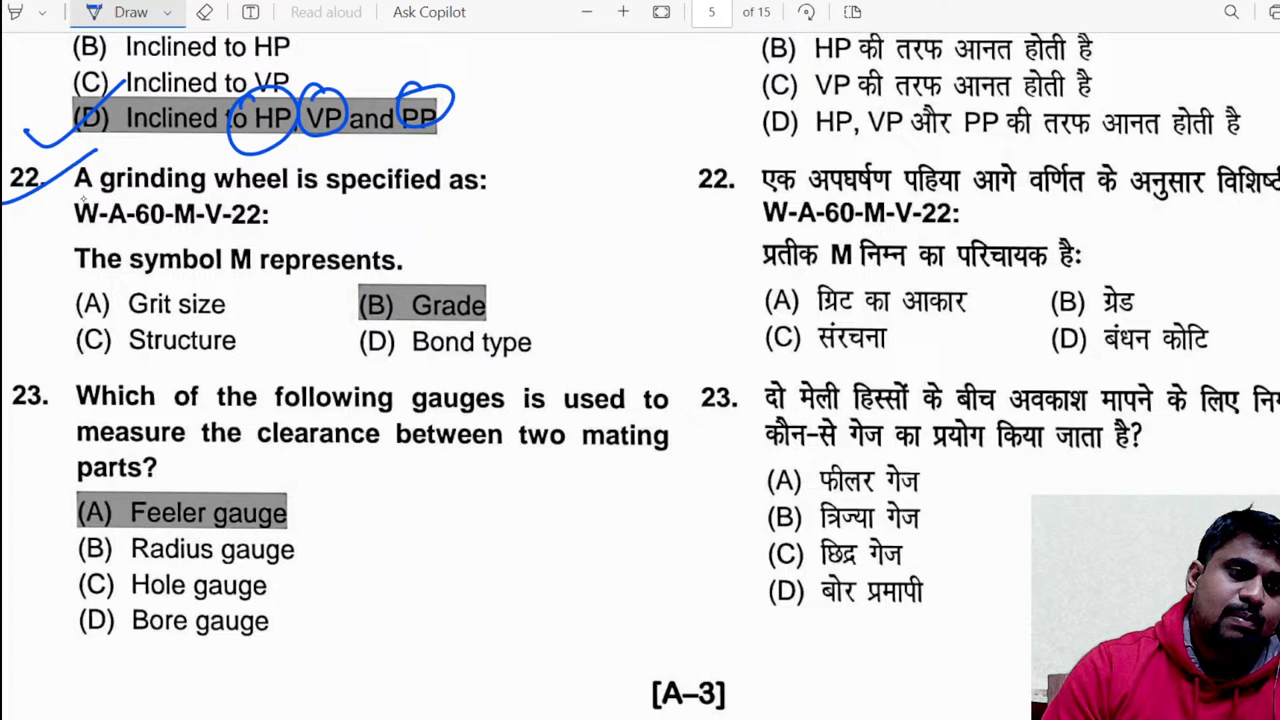 Draw
Read aloud
Ask Copilot
5
of 15
(B) Inclined to HP
(C) Inclined to VP
(D) Inclined to HP, VP and PP
22. A grinding wheel is specified as:
W-A-60-M-V-22:
The symbol M represents.
(A) Grit size
(B) Grade
(C) Structure
(D) Bond type
23. Which of the following gauges is used to
measure the clearance between two mating
parts?
(A) Feeler gauge
(B) Radius gauge
(C) Hole gauge
(D) Bore gauge
(B) HP की तरफ आनत होती है
(C) VP की तरफ आनत होती है
(D) HP, VP और PP की तरफ आनत होती है
22. एक अपघर्षण पहिया आगे वर्णित के अनुसार
W-A-60-M-V-22:
प्रतीक M निम्न का परिचायक है:
(A) ग्रिट का आकार
(B) ग्रेड
(C) संरचना
(D) बंधन कोटि
23. दो मेली हिस्सों के बीच अवकाश मापने के लिए
कौन-से गेज का प्रयोग किया जाता है?
(A) फीलर गेज
(B) त्रिज्या गेज
(C) छिद्र गेज
(D) बोर प्रमापी
[A–3]